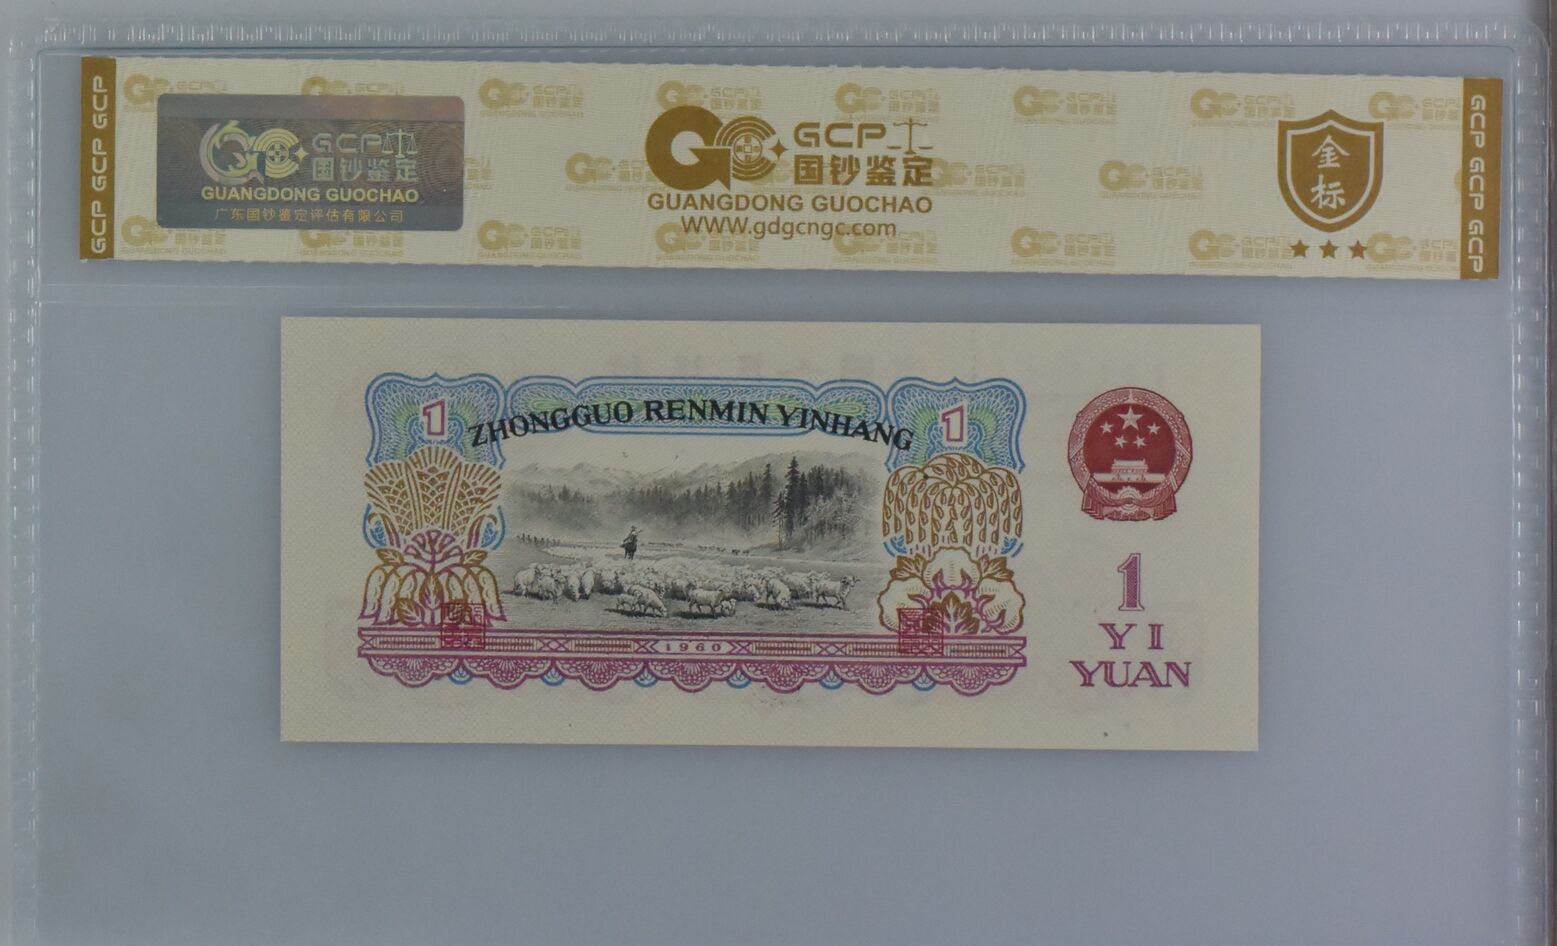 GCP GCP GCP
GCP
国钞鉴定
GUANGDONG GUOCHAO
广东国钞鉴定评估有限公司
GCP
国钞鉴定
GUANGDONG GUOCHAO
WWW.gdgcngc.com
金
标
GCP GCP GCP
1
ZHONGGUO RENMIN YINHANG
1
1960
1
YI
YUAN